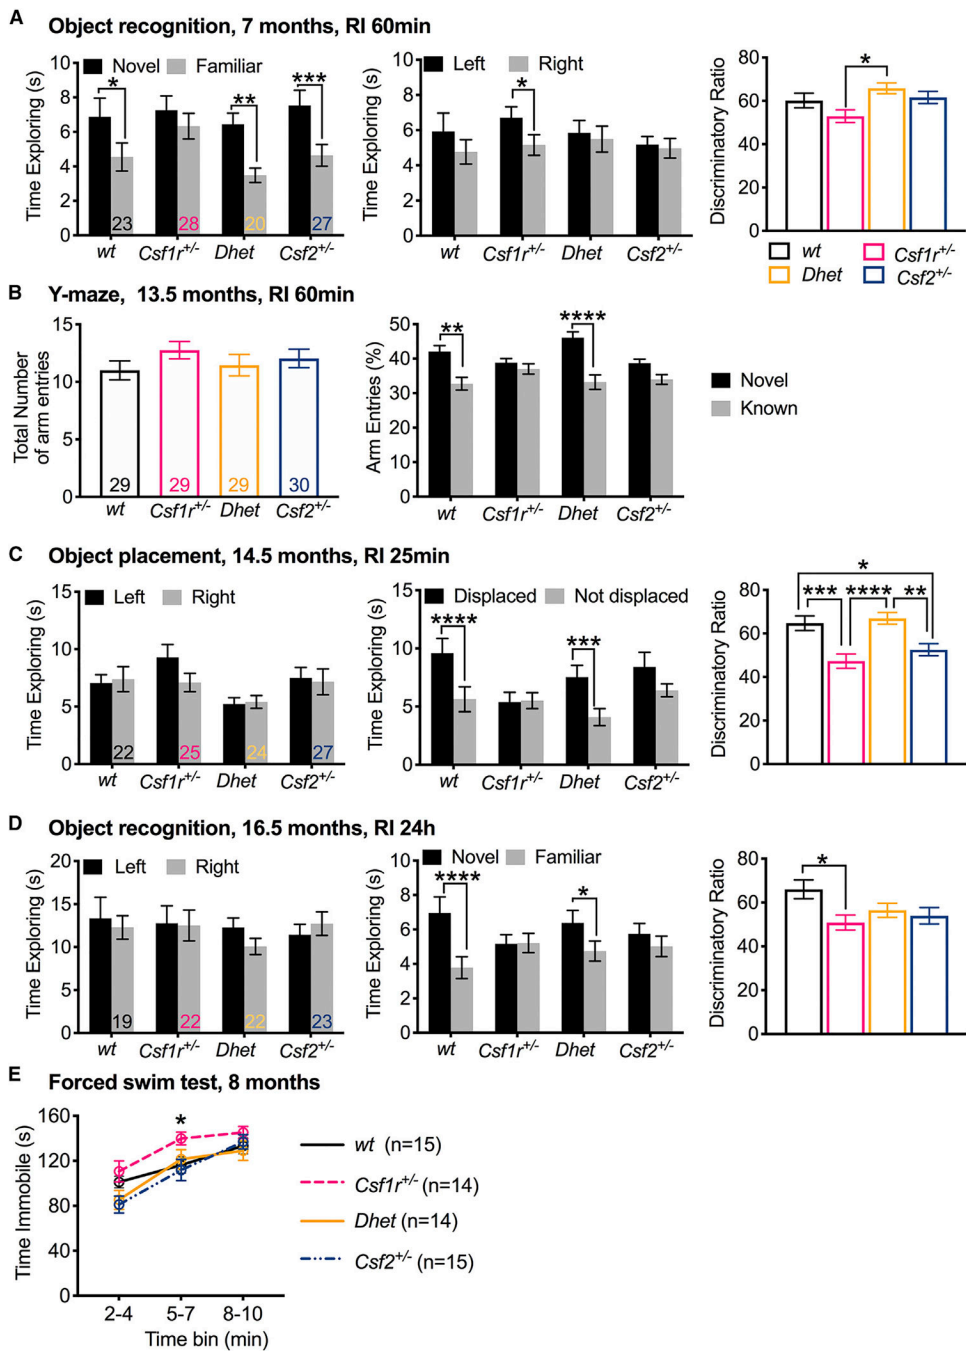 A Object recognition, 7 months, RI 60min
Time Exploring (s)
10
8
6
4
2
0
Novel Familiar
* ** ***
23 28 20 27
wt Csf1r+/- Dhet Csf2+/-
Time Exploring (s)
10
8
6
4
2
0
Left Right
*
wt Csf1r+/- Dhet Csf2+/-
Discriminatory Ratio
80
60
40
20
0
*
wt Csf1r+/-
Dhet Csf2+/-
B Y-maze, 13.5 months, RI 60min
Total Number
of arm entries
15
10
5
0
29 29 29 30
wt Csf1r+/- Dhet Csf2+/-
Arm Entries (%)
50
40
30
20
10
0
** ****
wt Csf1r+/- Dhet Csf2+/-
Novel
Known
C Object placement, 14.5 months, RI 25min
Time Exploring (s)
15
10
5
0
Left Right
22 25 24 27
wt Csf1r+/- Dhet Csf2+/-
Time Exploring (s)
15
10
5
0
Displaced Not displaced
**** ***
wt Csf1r+/- Dhet Csf2+/-
Discriminatory Ratio
80
60
40
20
0
*
*** **** **
D Object recognition, 16.5 months, RI 24h
Time Exploring (s)
20
15
10
5
0
Left Right
19 22 22 23
wt Csf1r+/- Dhet Csf2+/-
Time Exploring (s)
10
8
6
4
2
0
Novel Familiar
**** *
wt Csf1r+/- Dhet Csf2+/-
Discriminatory Ratio
80
60
40
20
0
*
E Forced swim test, 8 months
Time Immobile (s)
160
120
80
40
0
*
2-4 5-7 8-10
Time bin (min)
wt (n=15)
Csf1r+/- (n=14)
Dhet (n=14)
Csf2+/- (n=15)